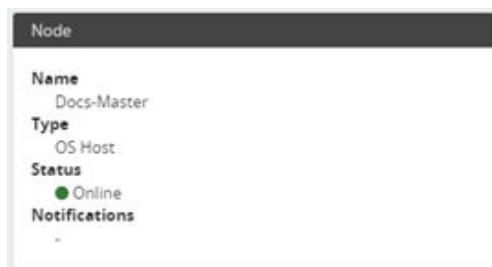 Node
Name
Docs-Master
Type
OS Host
Status
Online
Notifications
-